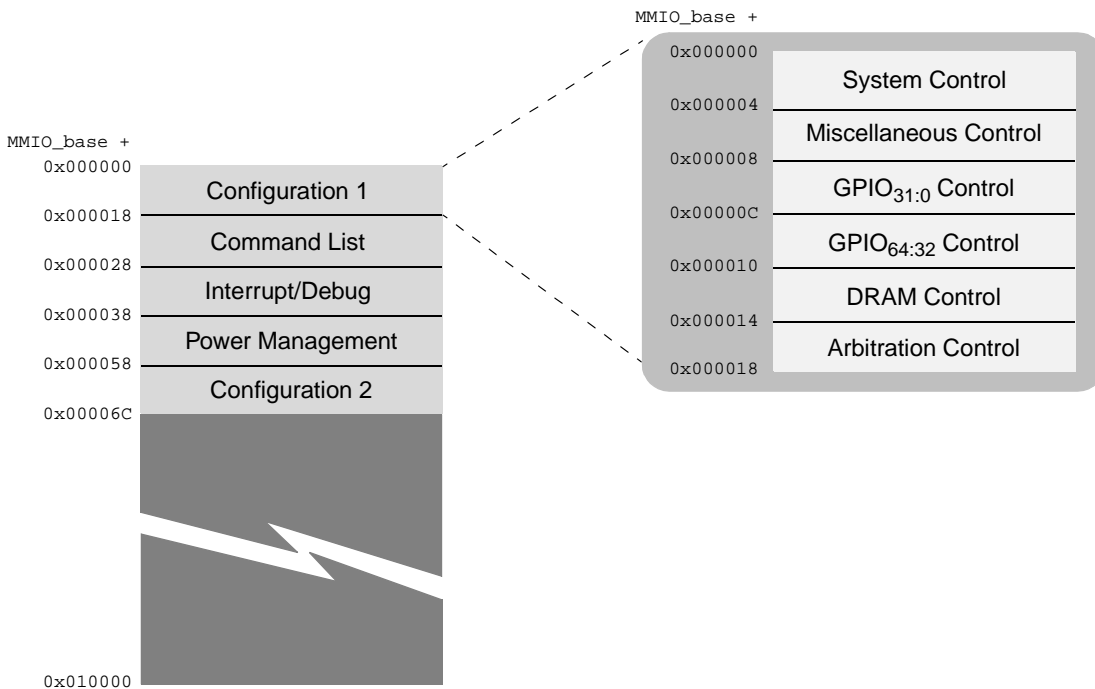 MMIO_base +
0x000000
Configuration 1
0x000018
Command List
0x000028
Interrupt/Debug
0x000038
Power Management
0x000058
Configuration 2
0x00006C
0x010000
MMIO_base +
0x000000
System Control
0x000004
Miscellaneous Control
0x000008
GPIO31:0 Control
0x00000C
GPIO64:32 Control
0x000010
DRAM Control
0x000014
Arbitration Control
0x000018